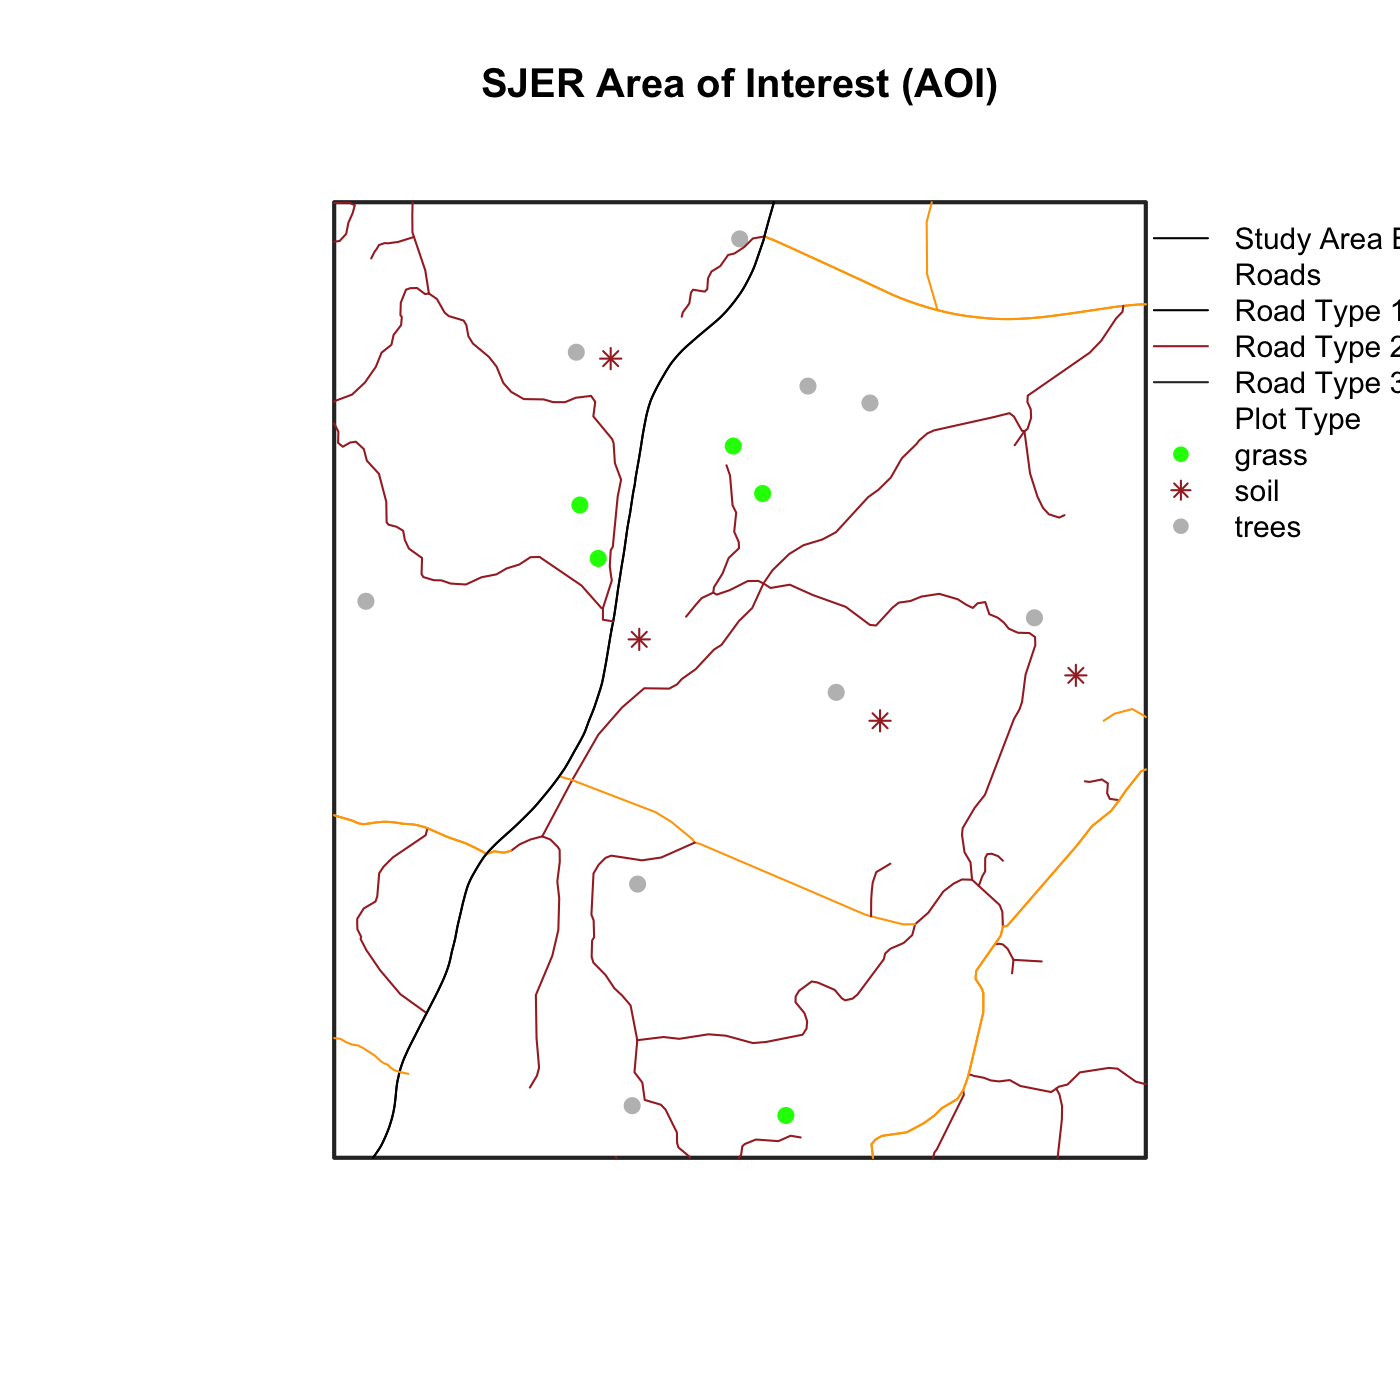 SJER Area of Interest (AOI)
Study Area
Roads
Road Type 1
Road Type 2
Road Type 3
Plot Type
grass
soil
trees